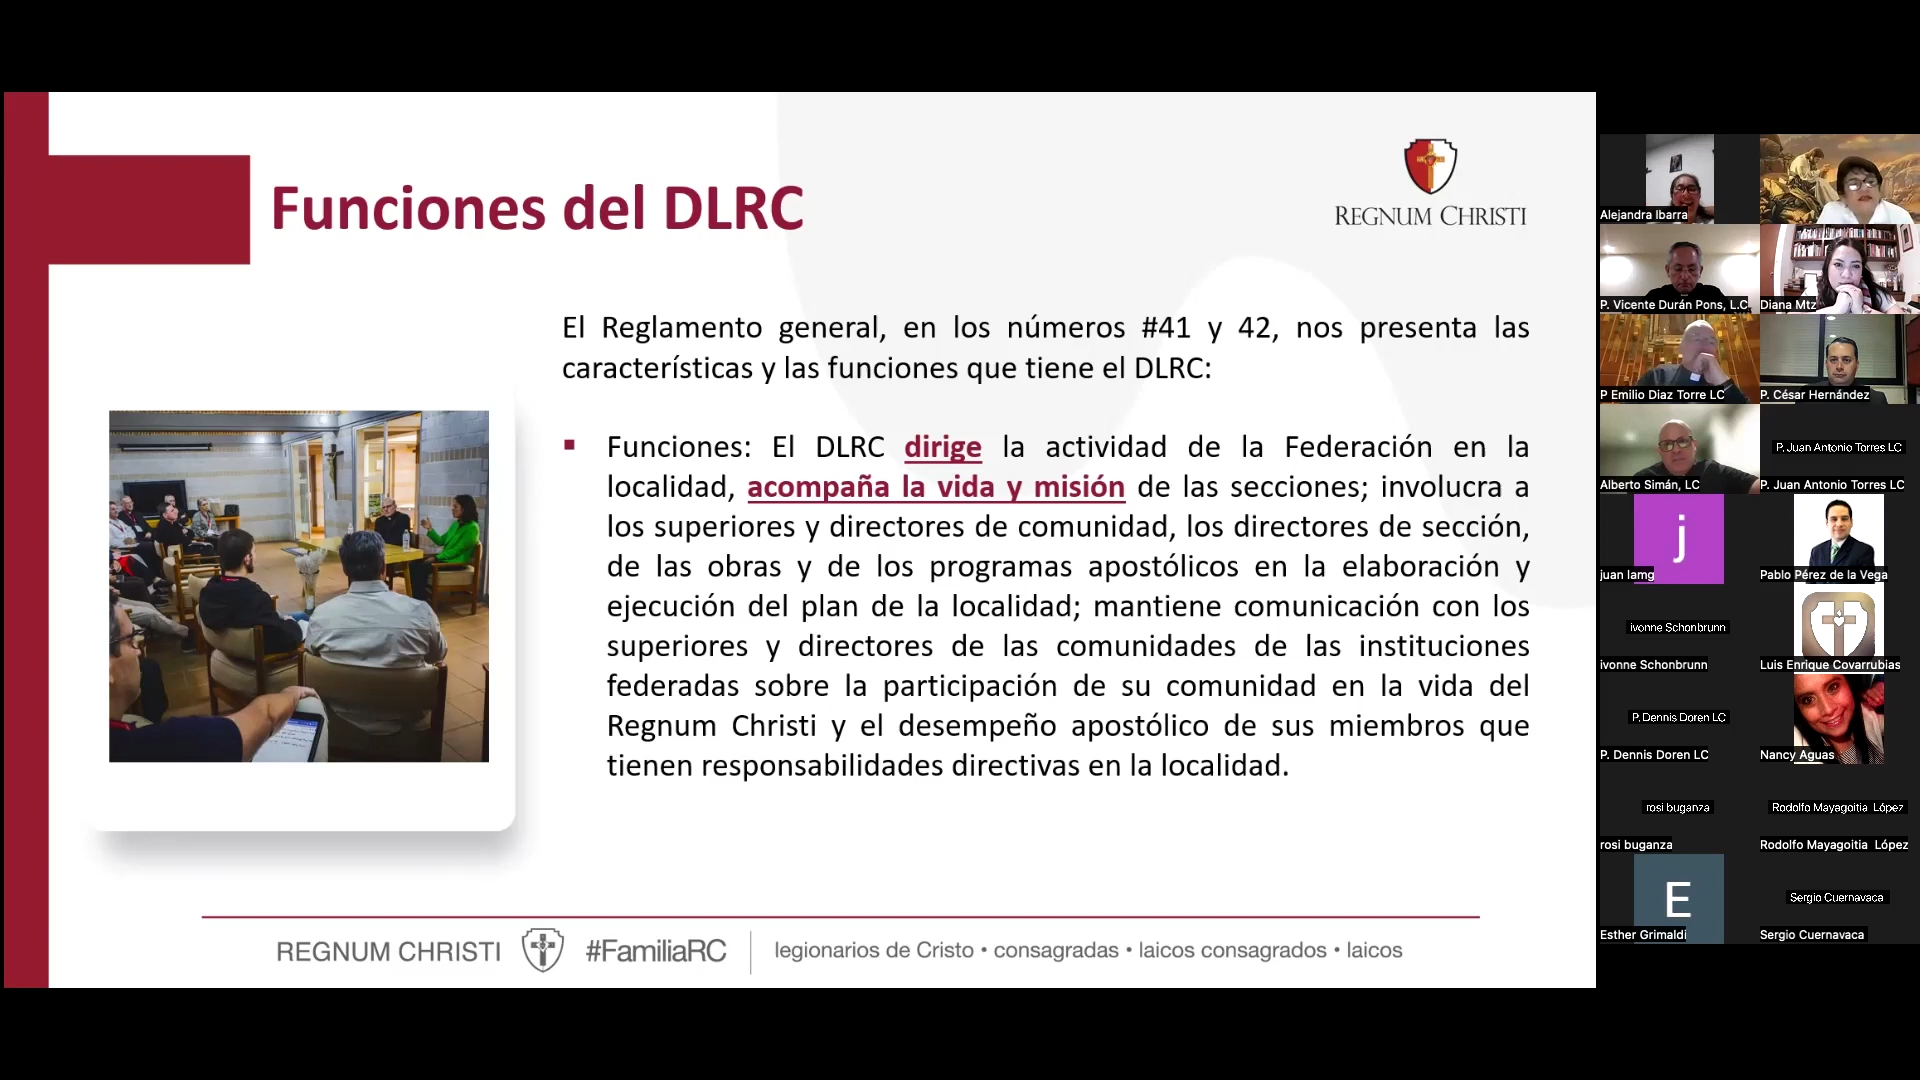 Funciones del DLRC
REGNUM CHRISTI
El Reglamento general, en los números #41 y 42, nos presenta las
características y las funciones que tiene el DLRC:
▪ Funciones: El DLRC dirige la actividad de la Federación en la
localidad, acompaña la vida y misión de las secciones; involucra a
los superiores y directores de comunidad, los directores de sección,
de las obras y de los programas apostólicos en la elaboración y
ejecución del plan de la localidad; mantiene comunicación con los
superiores y directores de las comunidades de las instituciones
federadas sobre la participación de su comunidad en la vida del
Regnum Christi y el desempeño apostólico de sus miembros que
tienen responsabilidades directivas en la localidad.
REGNUM CHRISTI #FamiliaRC legionarios de Cristo • consagradas • laicos consagrados • laicos
Alejandra Ibarra
P. Vicente Durán Pons, L.C
Diana Mtz
P Emilio Diaz Torre LC
P. César Hernández
Alberto Simán, LC
P. Juan Antonio Torres LC
P. Juan Antonio Torres LC
j
juan lamg
Pablo Pérez de la Vega
ivonne Schonbrunn
ivonne Schonbrunn
Luis Enrique Covarrubias
P. Dennis Doren LC
P. Dennis Doren LC
Nancy Aguas
rosi buganza
rosi buganza
Rodolfo Mayagoitia López
Rodolfo Mayagoitia López
E
Esther Grimaldi
Sergio Cuernavaca
Sergio Cuernavaca